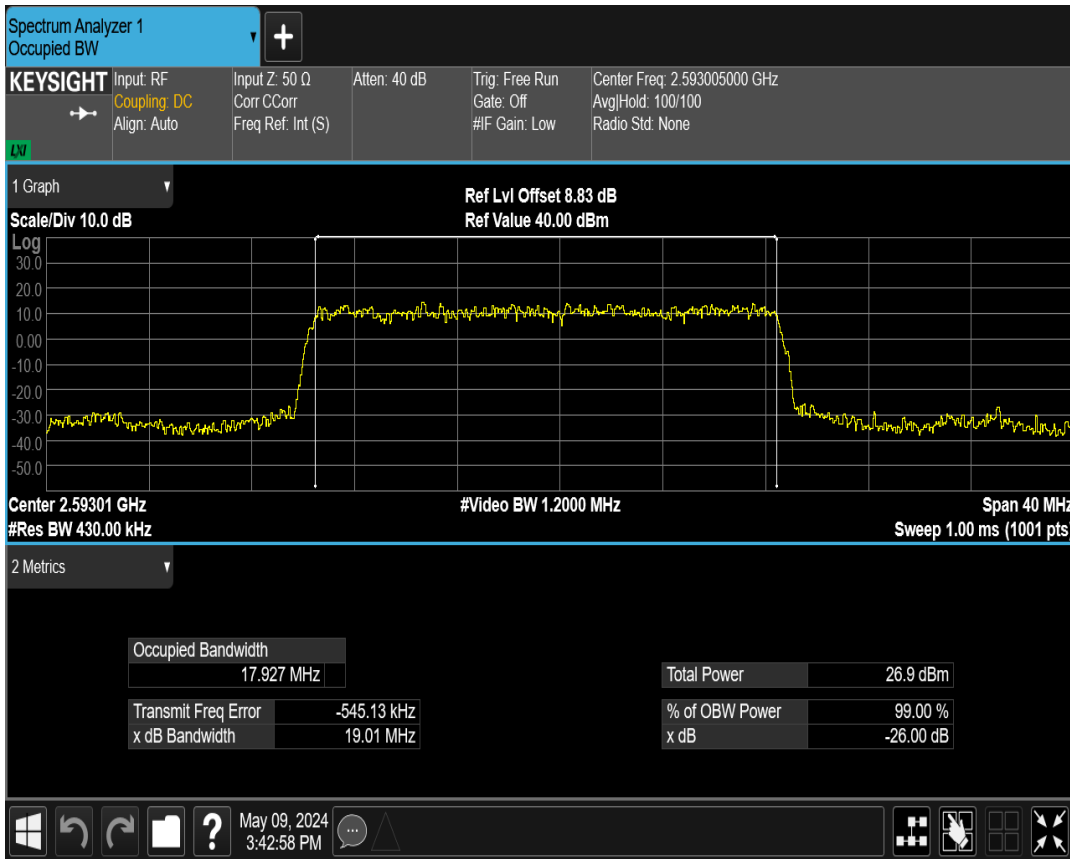 Spectrum Analyzer 1
Occupied BW
KEYSIGHT
LXI
Input: RF
Coupling: DC
Align: Auto
Input Z: 50 Ω
Corr CCorr
Freq Ref: Int (S)
Atten: 40 dB
Trig: Free Run
Gate: Off
#IF Gain: Low
Center Freq: 2.593005000 GHz
Avg|Hold: 100/100
Radio Std: None
1 Graph
Scale/Div 10.0 dB
Ref Lvl Offset 8.83 dB
Ref Value 40.00 dBm
Log
30.0
20.0
10.0
0.00
-10.0
-20.0
-30.0
-40.0
-50.0
Center 2.59301 GHz
#Video BW 1.2000 MHz
Span 40 MHz
#Res BW 430.00 kHz
Sweep 1.00 ms (1001 pts)
2 Metrics
Occupied Bandwidth
17.927 MHz
Total Power 26.9 dBm
Transmit Freq Error -545.13 kHz
% of OBW Power 99.00 %
x dB Bandwidth 19.01 MHz
x dB -26.00 dB
?
May 09, 2024
3:42:58 PM